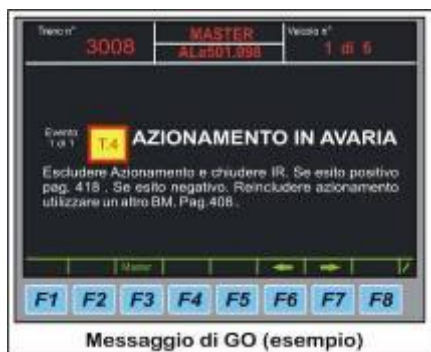 Treno n° MASTER Veicolo n°
3008 ALe501.998 1 di 5
Evento
1 di 1
T.4
AZIONAMENTO IN AVARIA
Escludere Azionamento e chiudere IR. Se esito positivo
pag. 418 . Se esito negativo. Reincludere azionamento
utilizzare un altro BM. Pag.408 .
Master
F1 F2 F3 F4 F5 F6 F7 F8
Messaggio di GO (esempio)